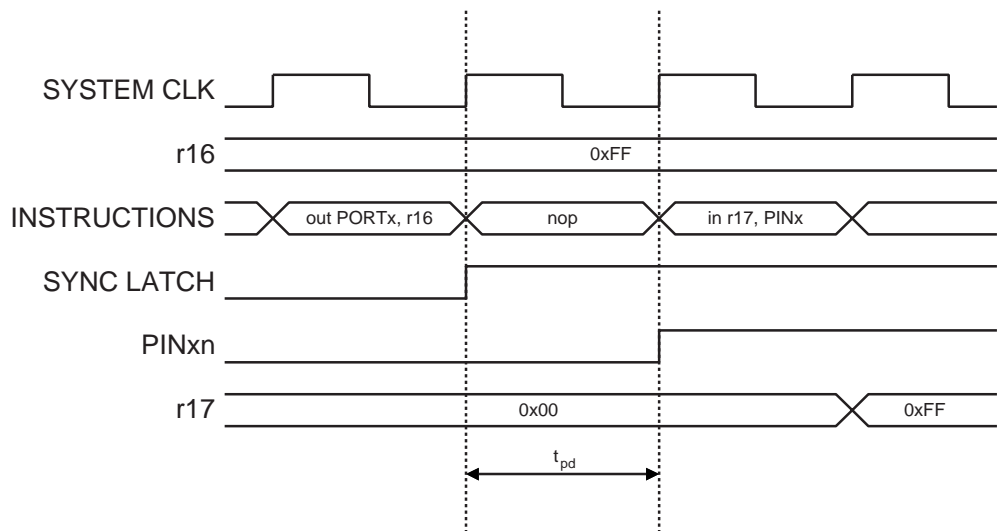 SYSTEM CLK
r16
0xFF
INSTRUCTIONS
out PORTx, r16
nop
in r17, PINx
SYNC LATCH
PINxn
r17
0x00
0xFF
tpd